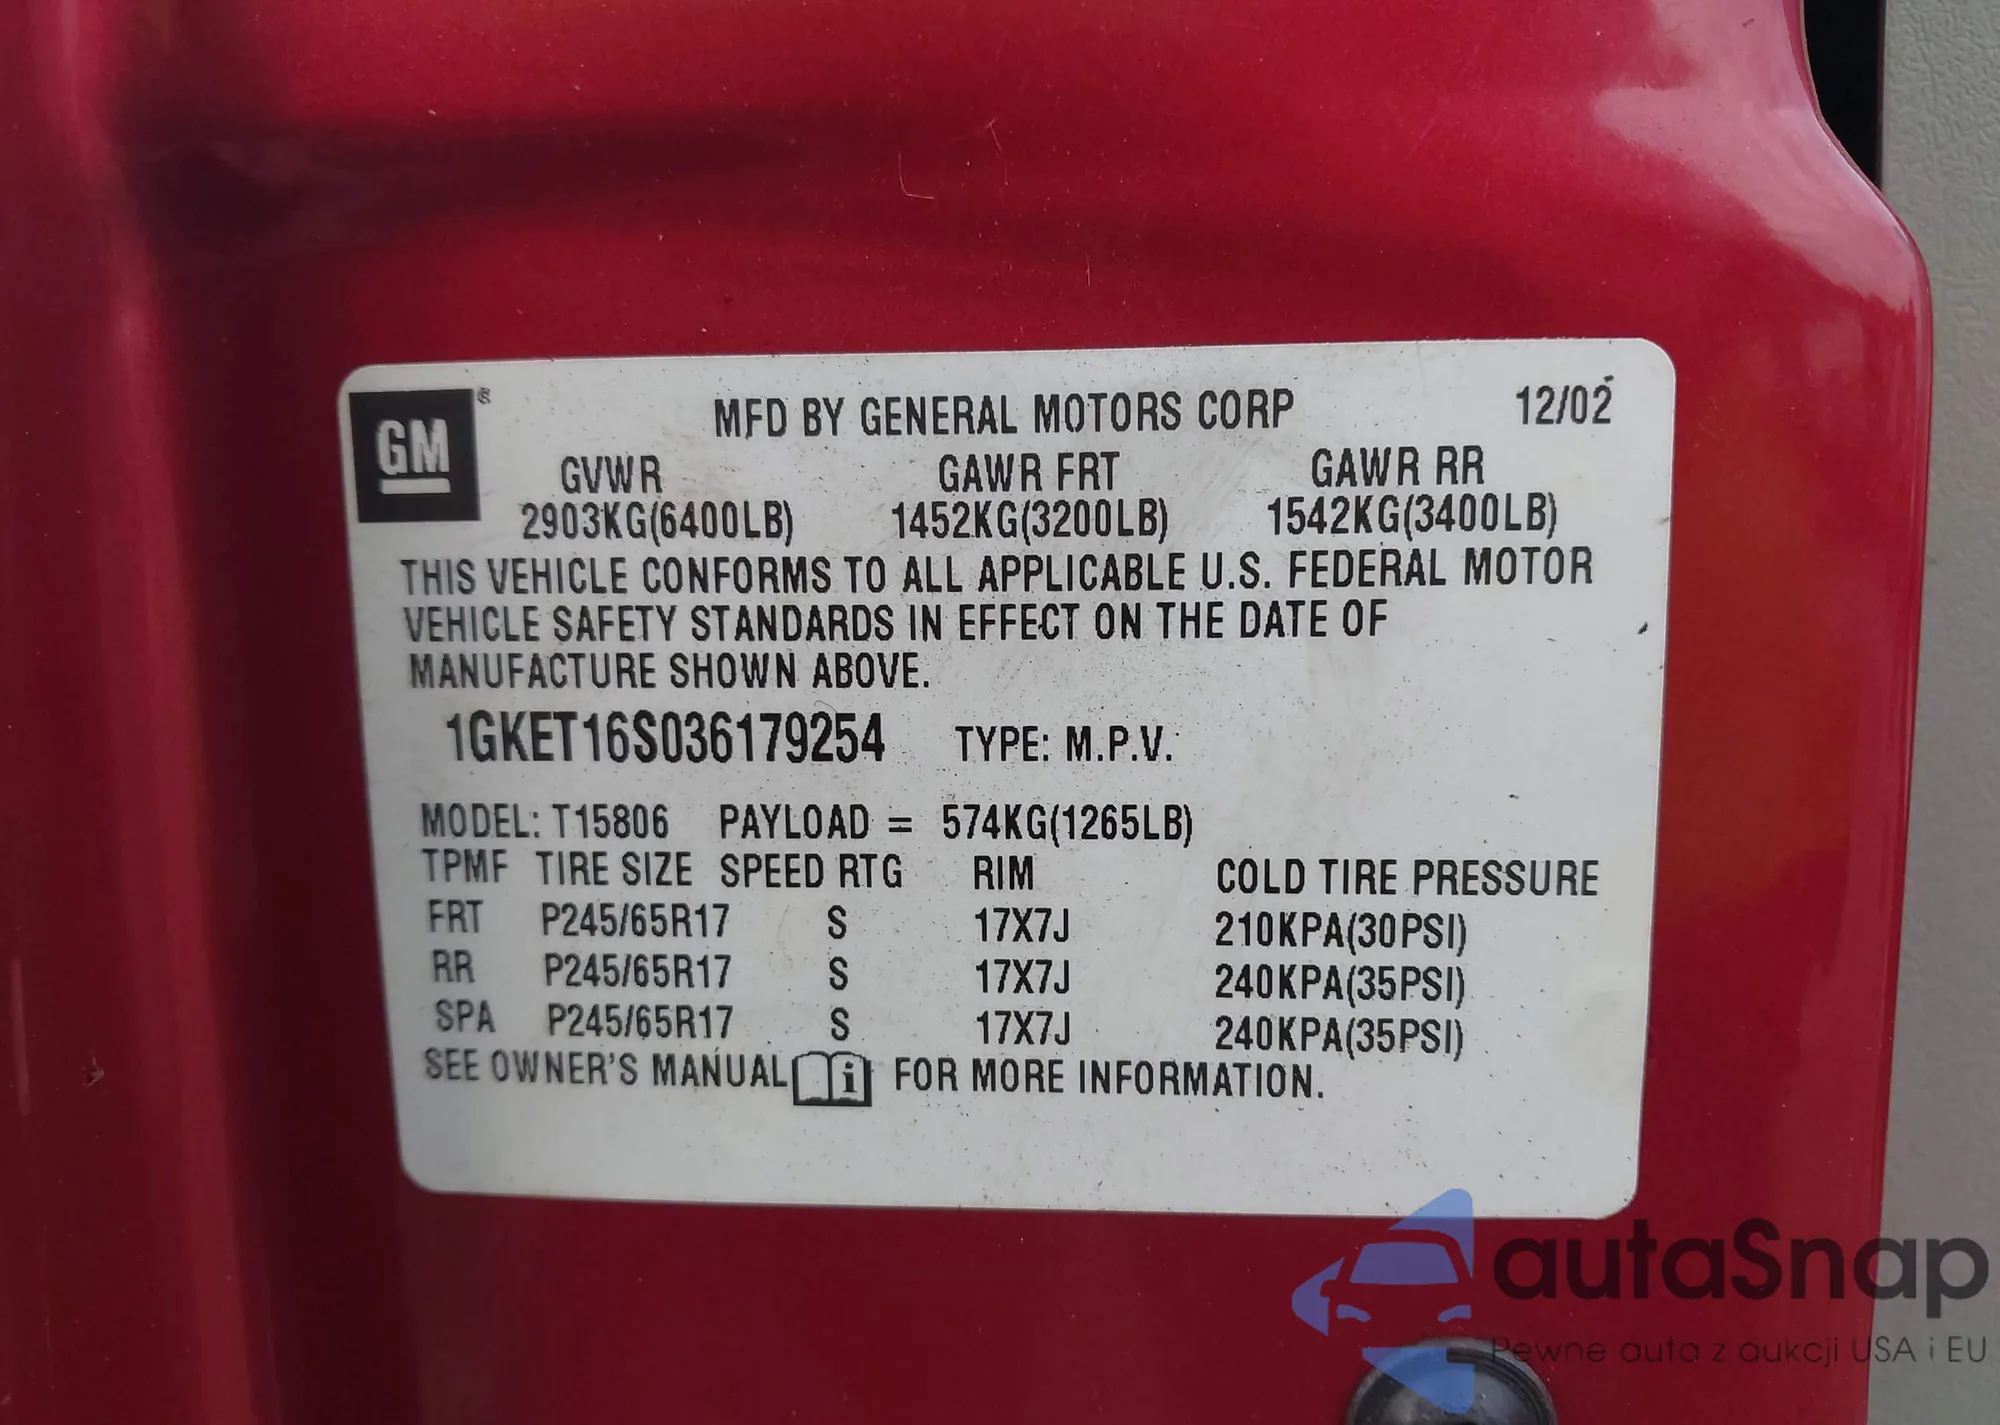 GM®
MFD BY GENERAL MOTORS CORP 12/02
GVWR GAWR FRT GAWR RR
2903KG(6400LB) 1452KG(3200LB) 1542KG(3400LB)
THIS VEHICLE CONFORMS TO ALL APPLICABLE U.S. FEDERAL MOTOR
VEHICLE SAFETY STANDARDS IN EFFECT ON THE DATE OF
MANUFACTURE SHOWN ABOVE.
1GKET16S036179254 TYPE: M.P.V.
MODEL: T15806 PAYLOAD = 574KG(1265LB)
TPMF TIRE SIZE SPEED RTG RIM COLD TIRE PRESSURE
FRT P245/65R17 S 17X7J 210KPA(30PSI)
RR P245/65R17 S 17X7J 240KPA(35PSI)
SPA P245/65R17 S 17X7J 240KPA(35PSI)
SEE OWNER'S MANUAL i FOR MORE INFORMATION.
autaSnap
Pewne auta z aukcji USA i EU